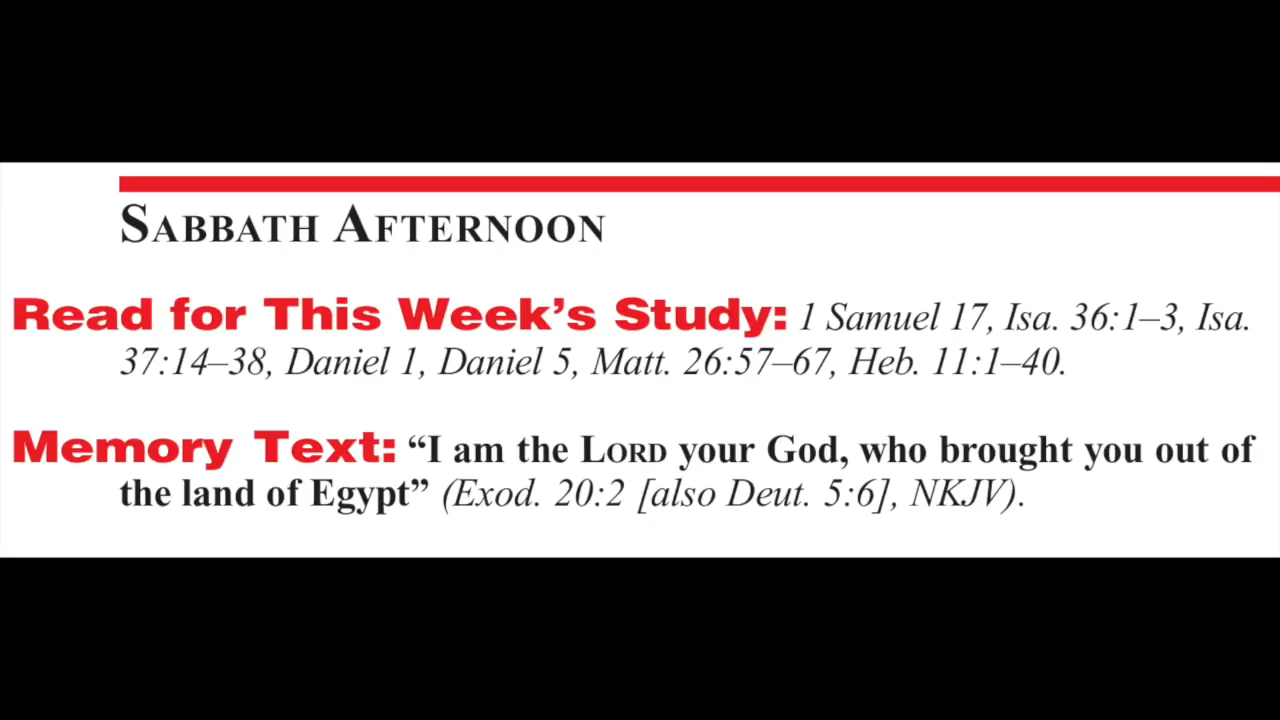 SABBATH AFTERNOON
Read for This Week’s Study: 1 Samuel 17, Isa. 36:1–3, Isa.
37:14–38, Daniel 1, Daniel 5, Matt. 26:57–67, Heb. 11:1–40.
Memory Text: “I am the LORD your God, who brought you out of
the land of Egypt” (Exod. 20:2 [also Deut. 5:6], NKJV).